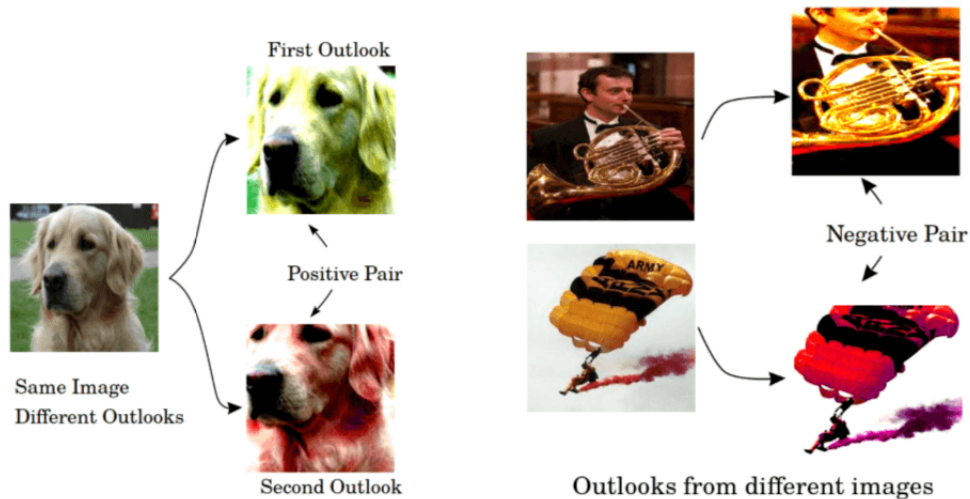 First Outlook
Positive Pair
Same Image
Different Outlooks
Second Outlook
ARMY
Negative Pair
Outlooks from different images